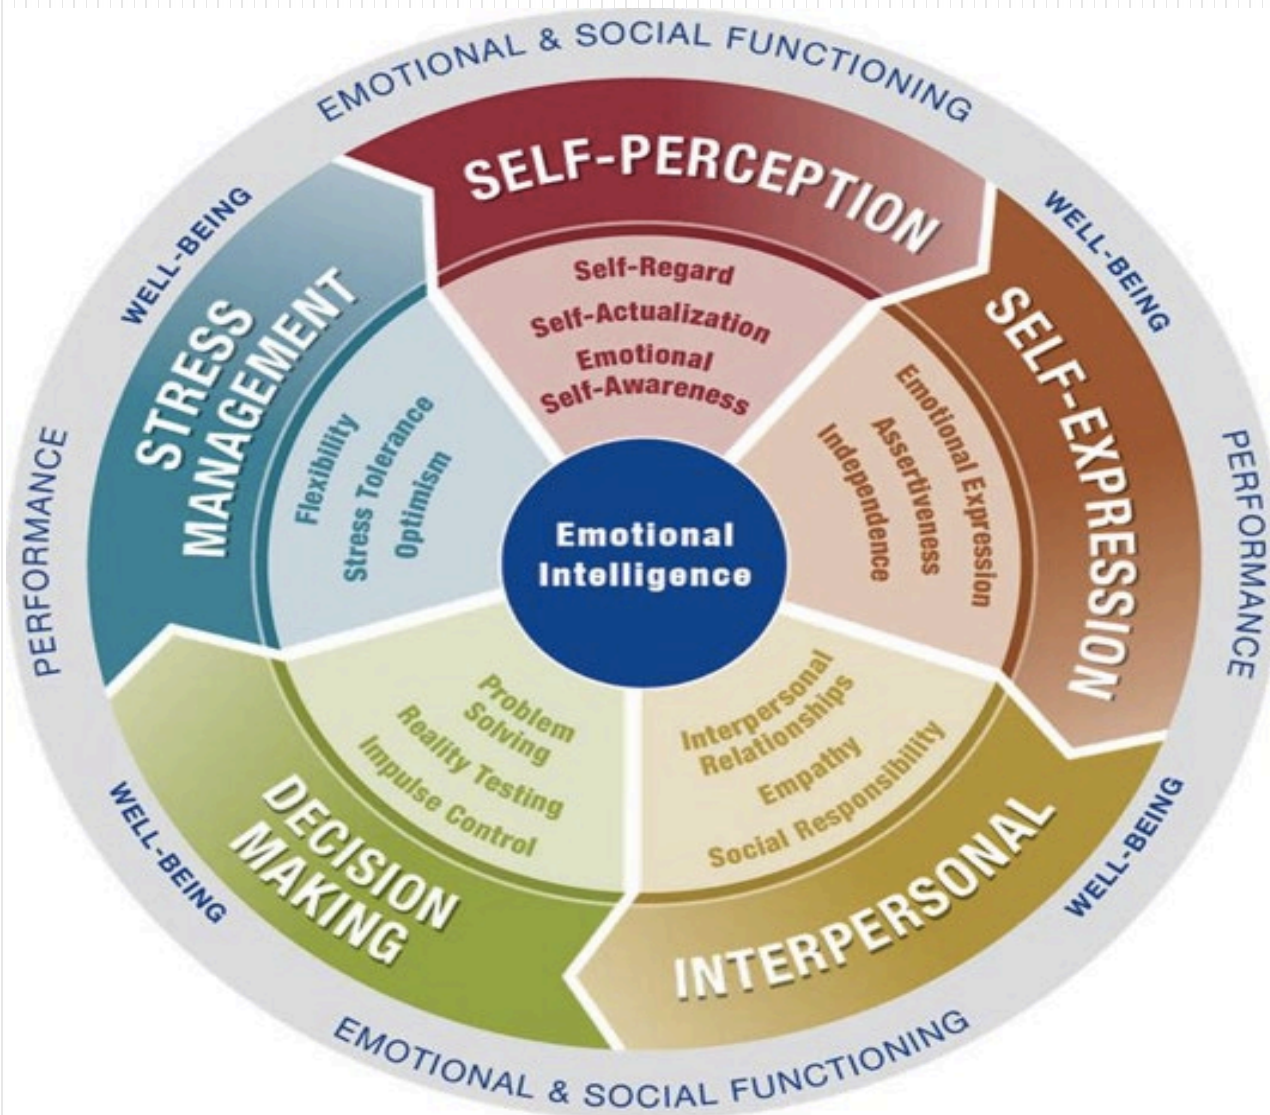 EMOTIONAL & SOCIAL FUNCTIONING
WELL-BEING
WELL-BEING
PERFORMANCE
PERFORMANCE
SELF-PERCEPTION
Self-Regard
Self-Actualization
Emotional
Self-Awareness
SELF-EXPRESSION
Emotional Expression
Assertiveness
Independence
INTERPERSONAL
Interpersonal
Relationships
Empathy
Social Responsibility
DECISION
MAKING
Problem
Solving
Reality Testing
Impulse Control
STRESS
MANAGEMENT
Flexibility
Stress Tolerance
Optimism
Emotional
Intelligence
WELL-BEING
WELL-BEING
EMOTIONAL & SOCIAL FUNCTIONING